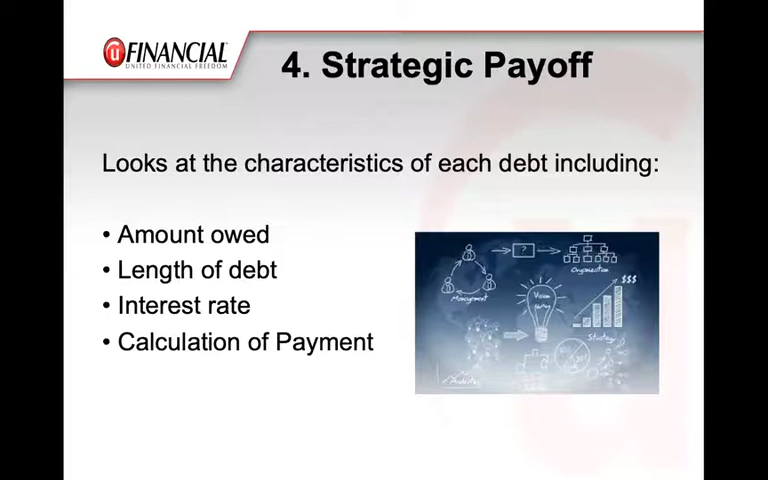 u FINANCIAL
UNITED FINANCIAL FREEDOM
4. Strategic Payoff
Looks at the characteristics of each debt including:
• Amount owed
• Length of debt
• Interest rate
• Calculation of Payment
?
Organization
$$$
Management
Vision
Strategy